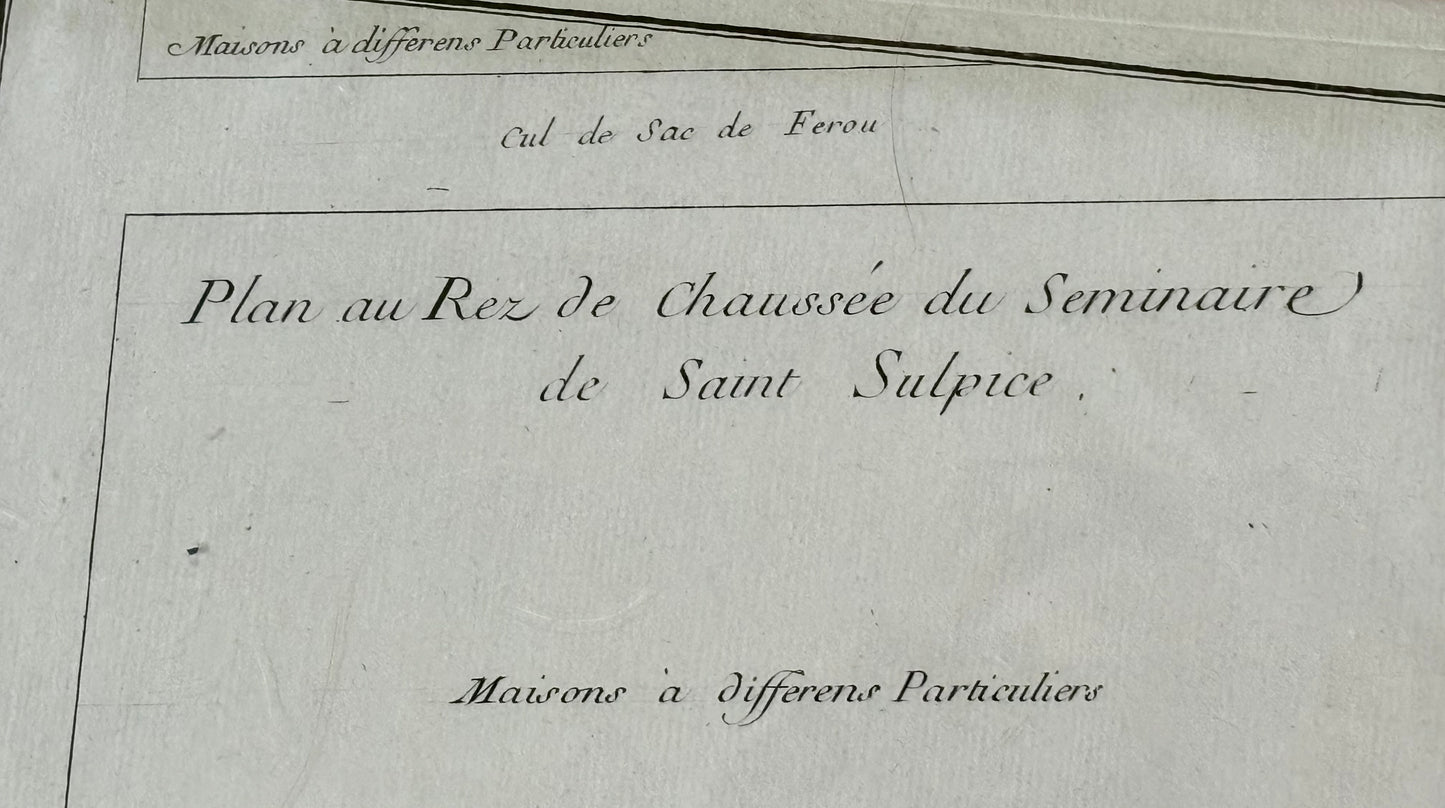 Maisons à differens Particuliers
Cul de Sac de Ferou
Plan au Rez de Chaussée du Seminaire
de Saint Sulpice.
Maisons à differens Particuliers